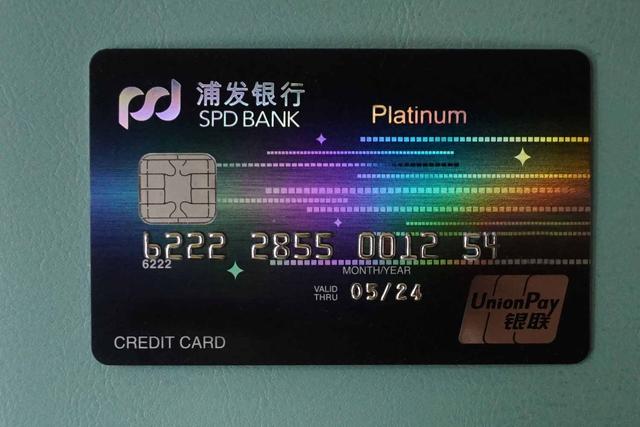 浦发银行
SPD BANK
Platinum
6222 2855 0012 54
6222
MONTH/YEAR
VALID THRU 05/24
UnionPay
银联
CREDIT CARD